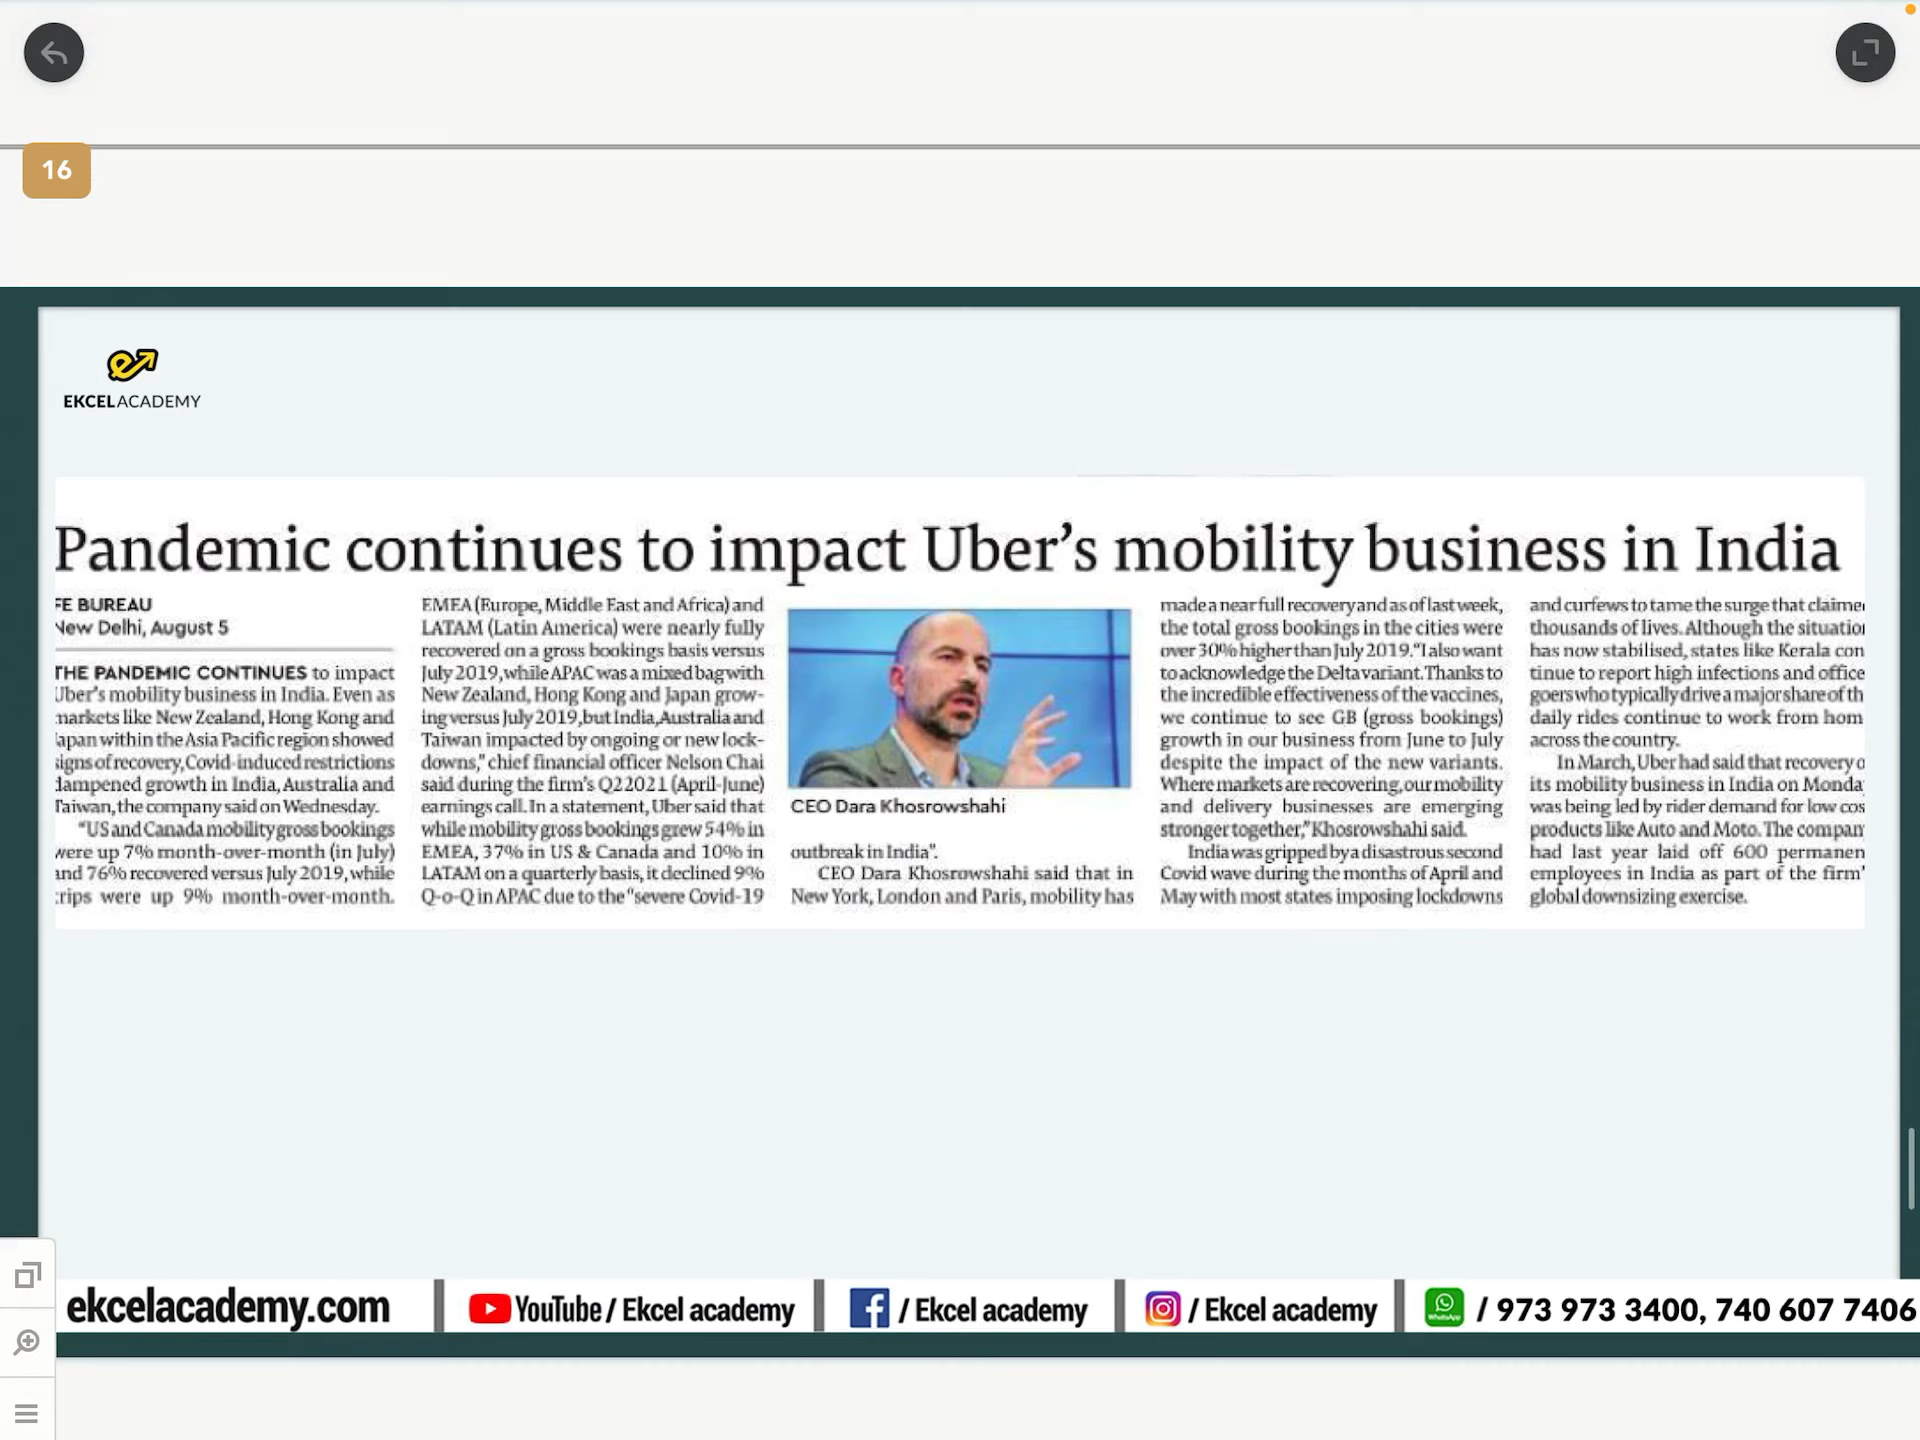 16
EKCELACADEMY
Pandemic continues to impact Uber's mobility business in India
FE BUREAU
New Delhi, August 5
THE PANDEMIC CONTINUES to impact
Uber's mobility business in India. Even as
markets like New Zealand, Hong Kong and
Japan within the Asia Pacific region showed
signs of recovery, Covid-induced restrictions
dampened growth in India, Australia and
Taiwan, the company said on Wednesday.
"US and Canada mobility gross bookings
were up 7% month-over-month (in July)
and 76% recovered versus July 2019, while
trips were up 9% month-over-month.
EMEA (Europe, Middle East and Africa) and
LATAM (Latin America) were nearly fully
recovered on a gross bookings basis versus
July 2019, while APAC was a mixed bag with
New Zealand, Hong Kong and Japan grow-
ing versus July 2019, but India, Australia and
Taiwan impacted by ongoing or new lock-
downs," chief financial officer Nelson Chai
said during the firm's Q22021 (April-June)
earnings call. In a statement, Uber said that
while mobility gross bookings grew 54% in
EMEA, 37% in US & Canada and 10% in
LATAM on a quarterly basis, it declined 9%
Q-o-Q in APAC due to the "severe Covid-19
CEO Dara Khosrowshahi
outbreak in India".
CEO Dara Khosrowshahi said that in
New York, London and Paris, mobility has
made a near full recovery and as of last week,
the total gross bookings in the cities were
over 30% higher than July 2019. "I also want
to acknowledge the Delta variant. Thanks to
the incredible effectiveness of the vaccines,
we continue to see GB (gross bookings)
growth in our business from June to July
despite the impact of the new variants.
Where markets are recovering, our mobility
and delivery businesses are emerging
stronger together," Khosrowshahi said.
India was gripped by a disastrous second
Covid wave during the months of April and
May with most states imposing lockdowns
and curfews to tame the surge that claime
thousands of lives. Although the situatio
has now stabilised, states like Kerala con
tinue to report high infections and office
goers who typically drive a major share of th
daily rides continue to work from hom
across the country.
In March, Uber had said that recovery o
its mobility business in India on Monda
was being led by rider demand for low cos
products like Auto and Moto. The compan
had last year laid off 600 permanen
employees in India as part of the firm'
global downsizing exercise.
ekcelacademy.com
YouTube / Ekcel academy
/ Ekcel academy
/ Ekcel academy
WhatsApp
/ 973 973 3400, 740 607 7406